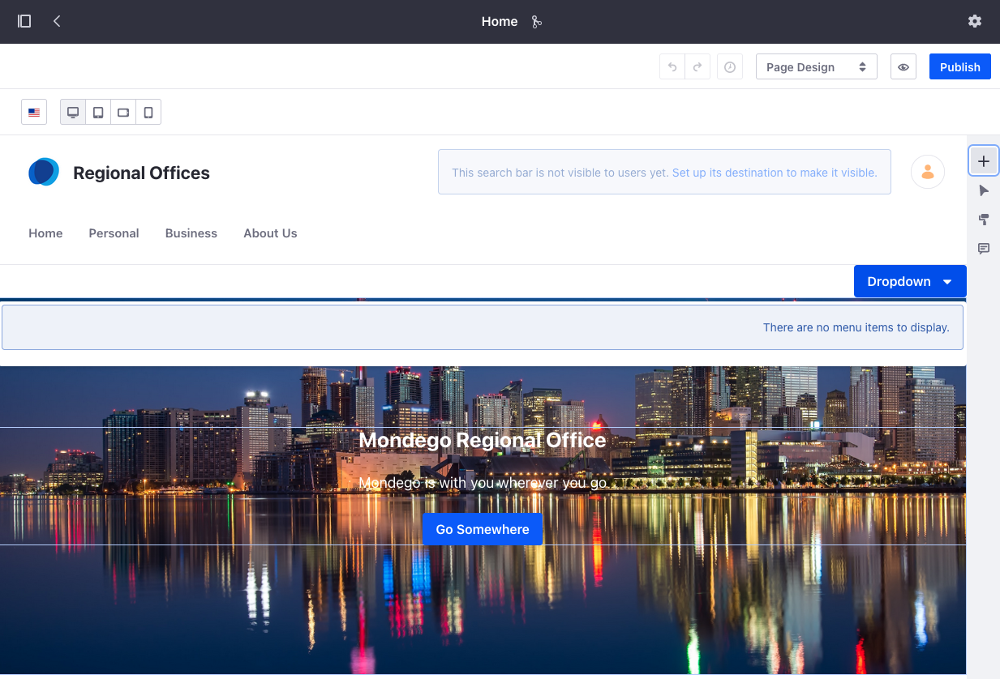 Home
Page Design
Publish
Regional Offices
This search bar is not visible to users yet. Set up its destination to make it visible.
Home Personal Business About Us
Dropdown
There are no menu items to display.
Mondego Regional Office
Mondego is with you wherever you go
Go Somewhere